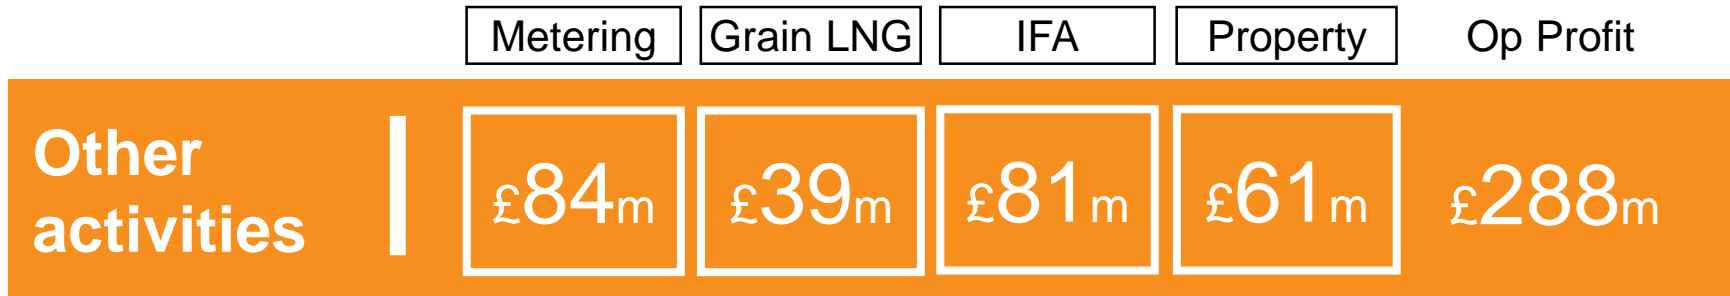 Metering Grain LNG IFA Property Op Profit
Other
activities
£84m £39m £81m £61m £288m